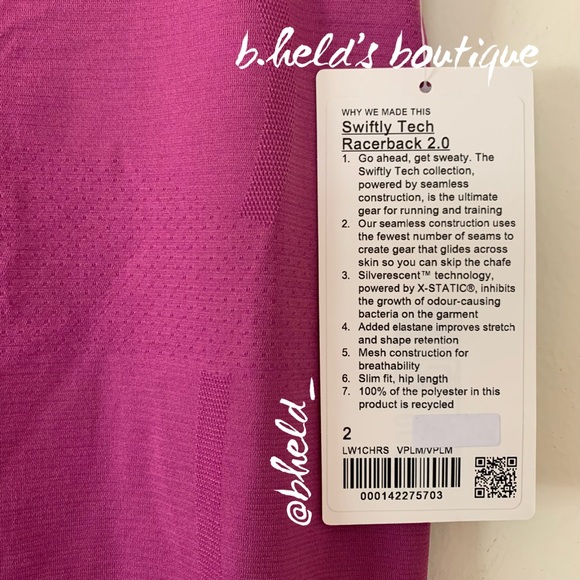 b.held's boutique
WHY WE MADE THIS
Swiftly Tech
Racerback 2.0
1. Go ahead, get sweaty. The
Swiftly Tech collection,
powered by seamless
construction, is the ultimate
gear for running and training
2. Our seamless construction uses
the fewest number of seams to
create gear that glides across
skin so you can skip the chafe
3. Silverescent™ technology,
powered by X-STATIC®, inhibits
the growth of odour-causing
bacteria on the garment
4. Added elastane improves stretch
and shape retention
5. Mesh construction for
breathability
6. Slim fit, hip length
7. 100% of the polyester in this
product is recycled
2
LW1CHRS VPLM/VPLM
000142275703
@bheld_